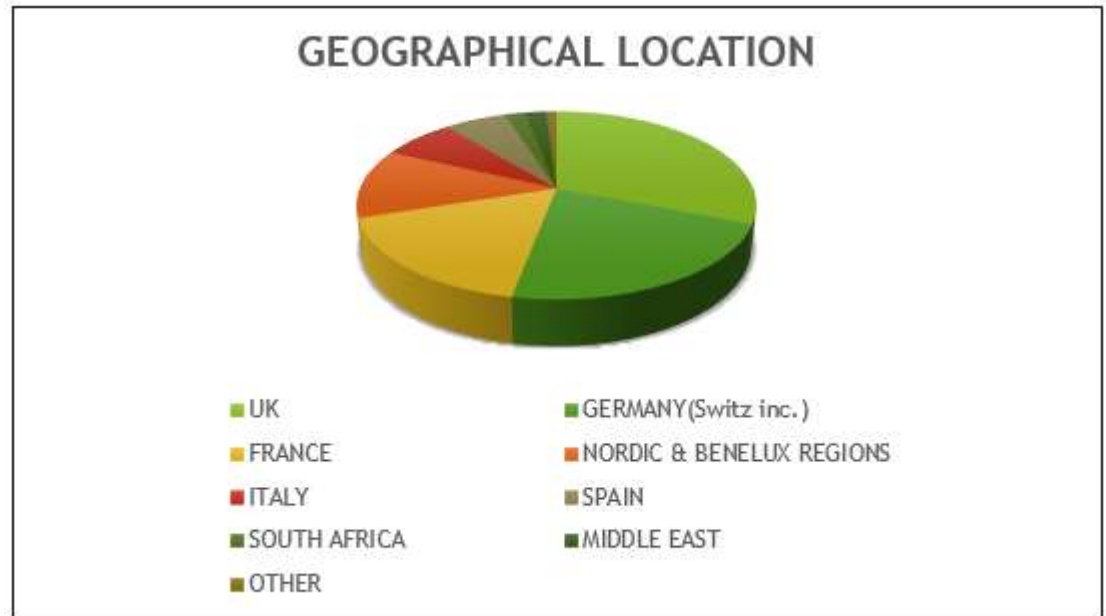 GEOGRAPHICAL LOCATION
UK
GERMANY(Switz inc.)
FRANCE
NORDIC & BENELUX REGIONS
ITALY
SPAIN
SOUTH AFRICA
MIDDLE EAST
OTHER